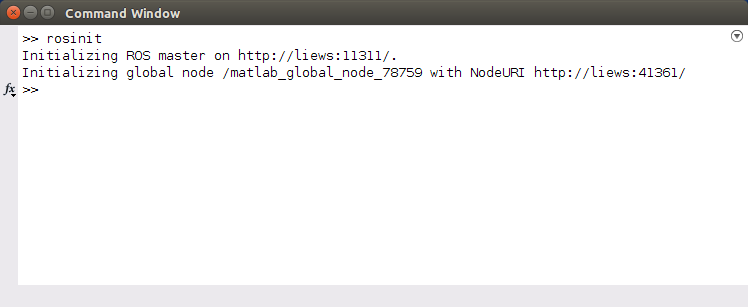 Command Window
>> rosinit
Initializing ROS master on http://liews:11311/.
Initializing global node /matlab_global_node_78759 with NodeURI http://liews:41361/
fx >>